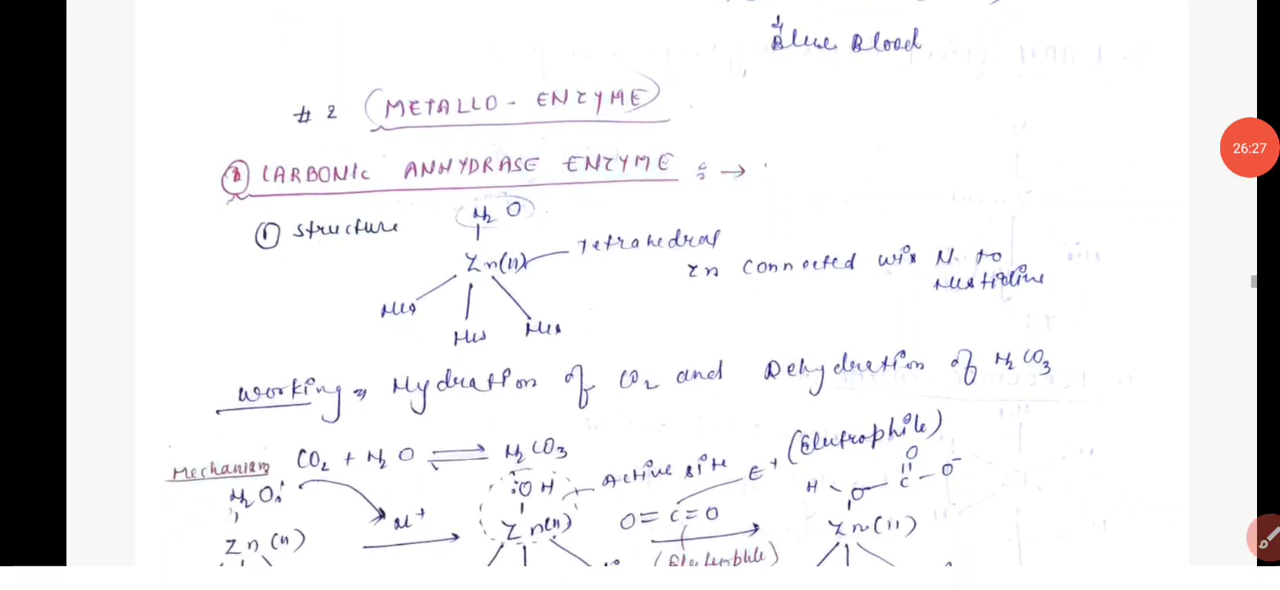 Blue Blood
# 2 (METALLO - ENZYME)
CARBONIC ANHYDRASE ENZYME : →
26:27
① Structure
H₂O
Zn(II)
Tetrahedral
Zn connected with N to
Histidine
His
His
His
Working → Hydration of CO₂ and Dehydration of H₂CO₃
Mechanism
CO₂ + H₂O ⇌ H₂CO₃
(Electrophile)
E⁺
Active site
H₂O:
H⁺
:OH
Zn(II)
Zn(II)
O=C=O
O
H - O - C - O⁻
Zn(II)